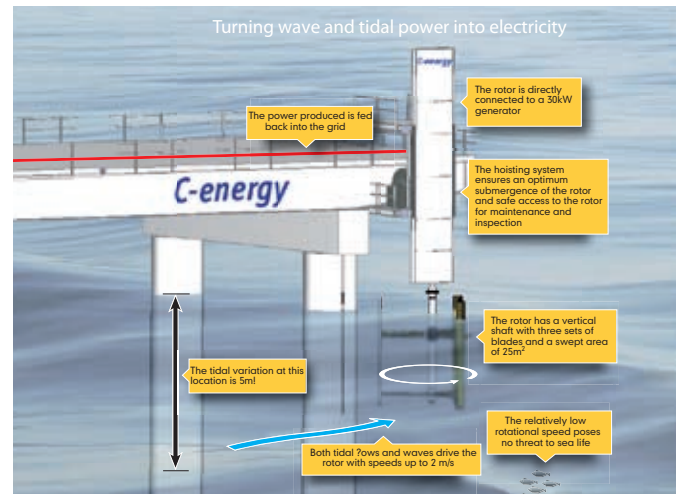 Turning wave and tidal power into electricity
C-energy
The rotor is directly
connected to a 30kW
generator
The power produced is fed
back into the grid
The hoisting system
ensures an optimum
submergence of the rotor
and safe access to the rotor
for maintenance and
inspection
C-energy
The rotor has a vertical
shaft with three sets of
blades and a swept area
of 25m²
The tidal variation at this
location is 5m!
The relatively low
rotational speed poses
no threat to sea life
Both tidal ?ows and waves drive the
rotor with speeds up to 2 m/s